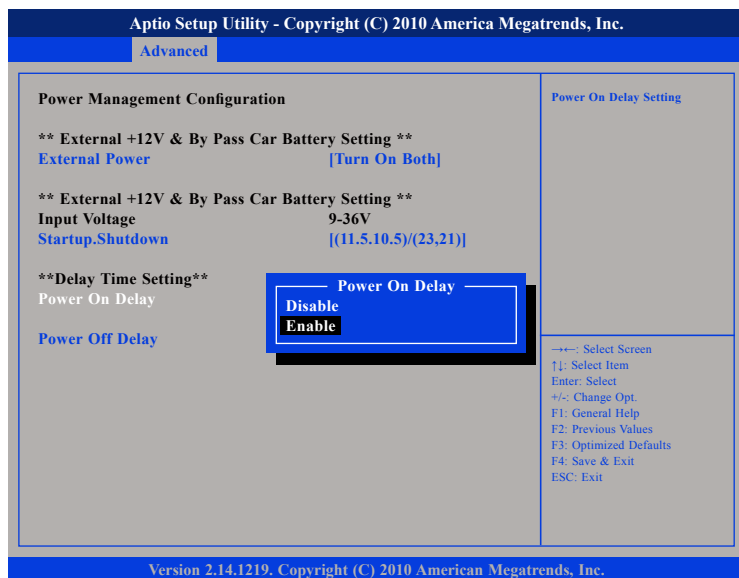 Aptio Setup Utility - Copyright (C) 2010 America Megatrends, Inc.
Advanced
Power Management Configuration
** External +12V & By Pass Car Battery Setting **
External Power [Turn On Both]
** External +12V & By Pass Car Battery Setting **
Input Voltage 9-36V
Startup.Shutdown [(11.5.10.5)/(23,21)]
**Delay Time Setting**
Power On Delay
Power Off Delay
Power On Delay
Disable
Enable
Power On Delay Setting
→←: Select Screen
↑↓: Select Item
Enter: Select
+/-: Change Opt.
F1: General Help
F2: Previous Values
F3: Optimized Defaults
F4: Save & Exit
ESC: Exit
Version 2.14.1219. Copyright (C) 2010 American Megatrends, Inc.